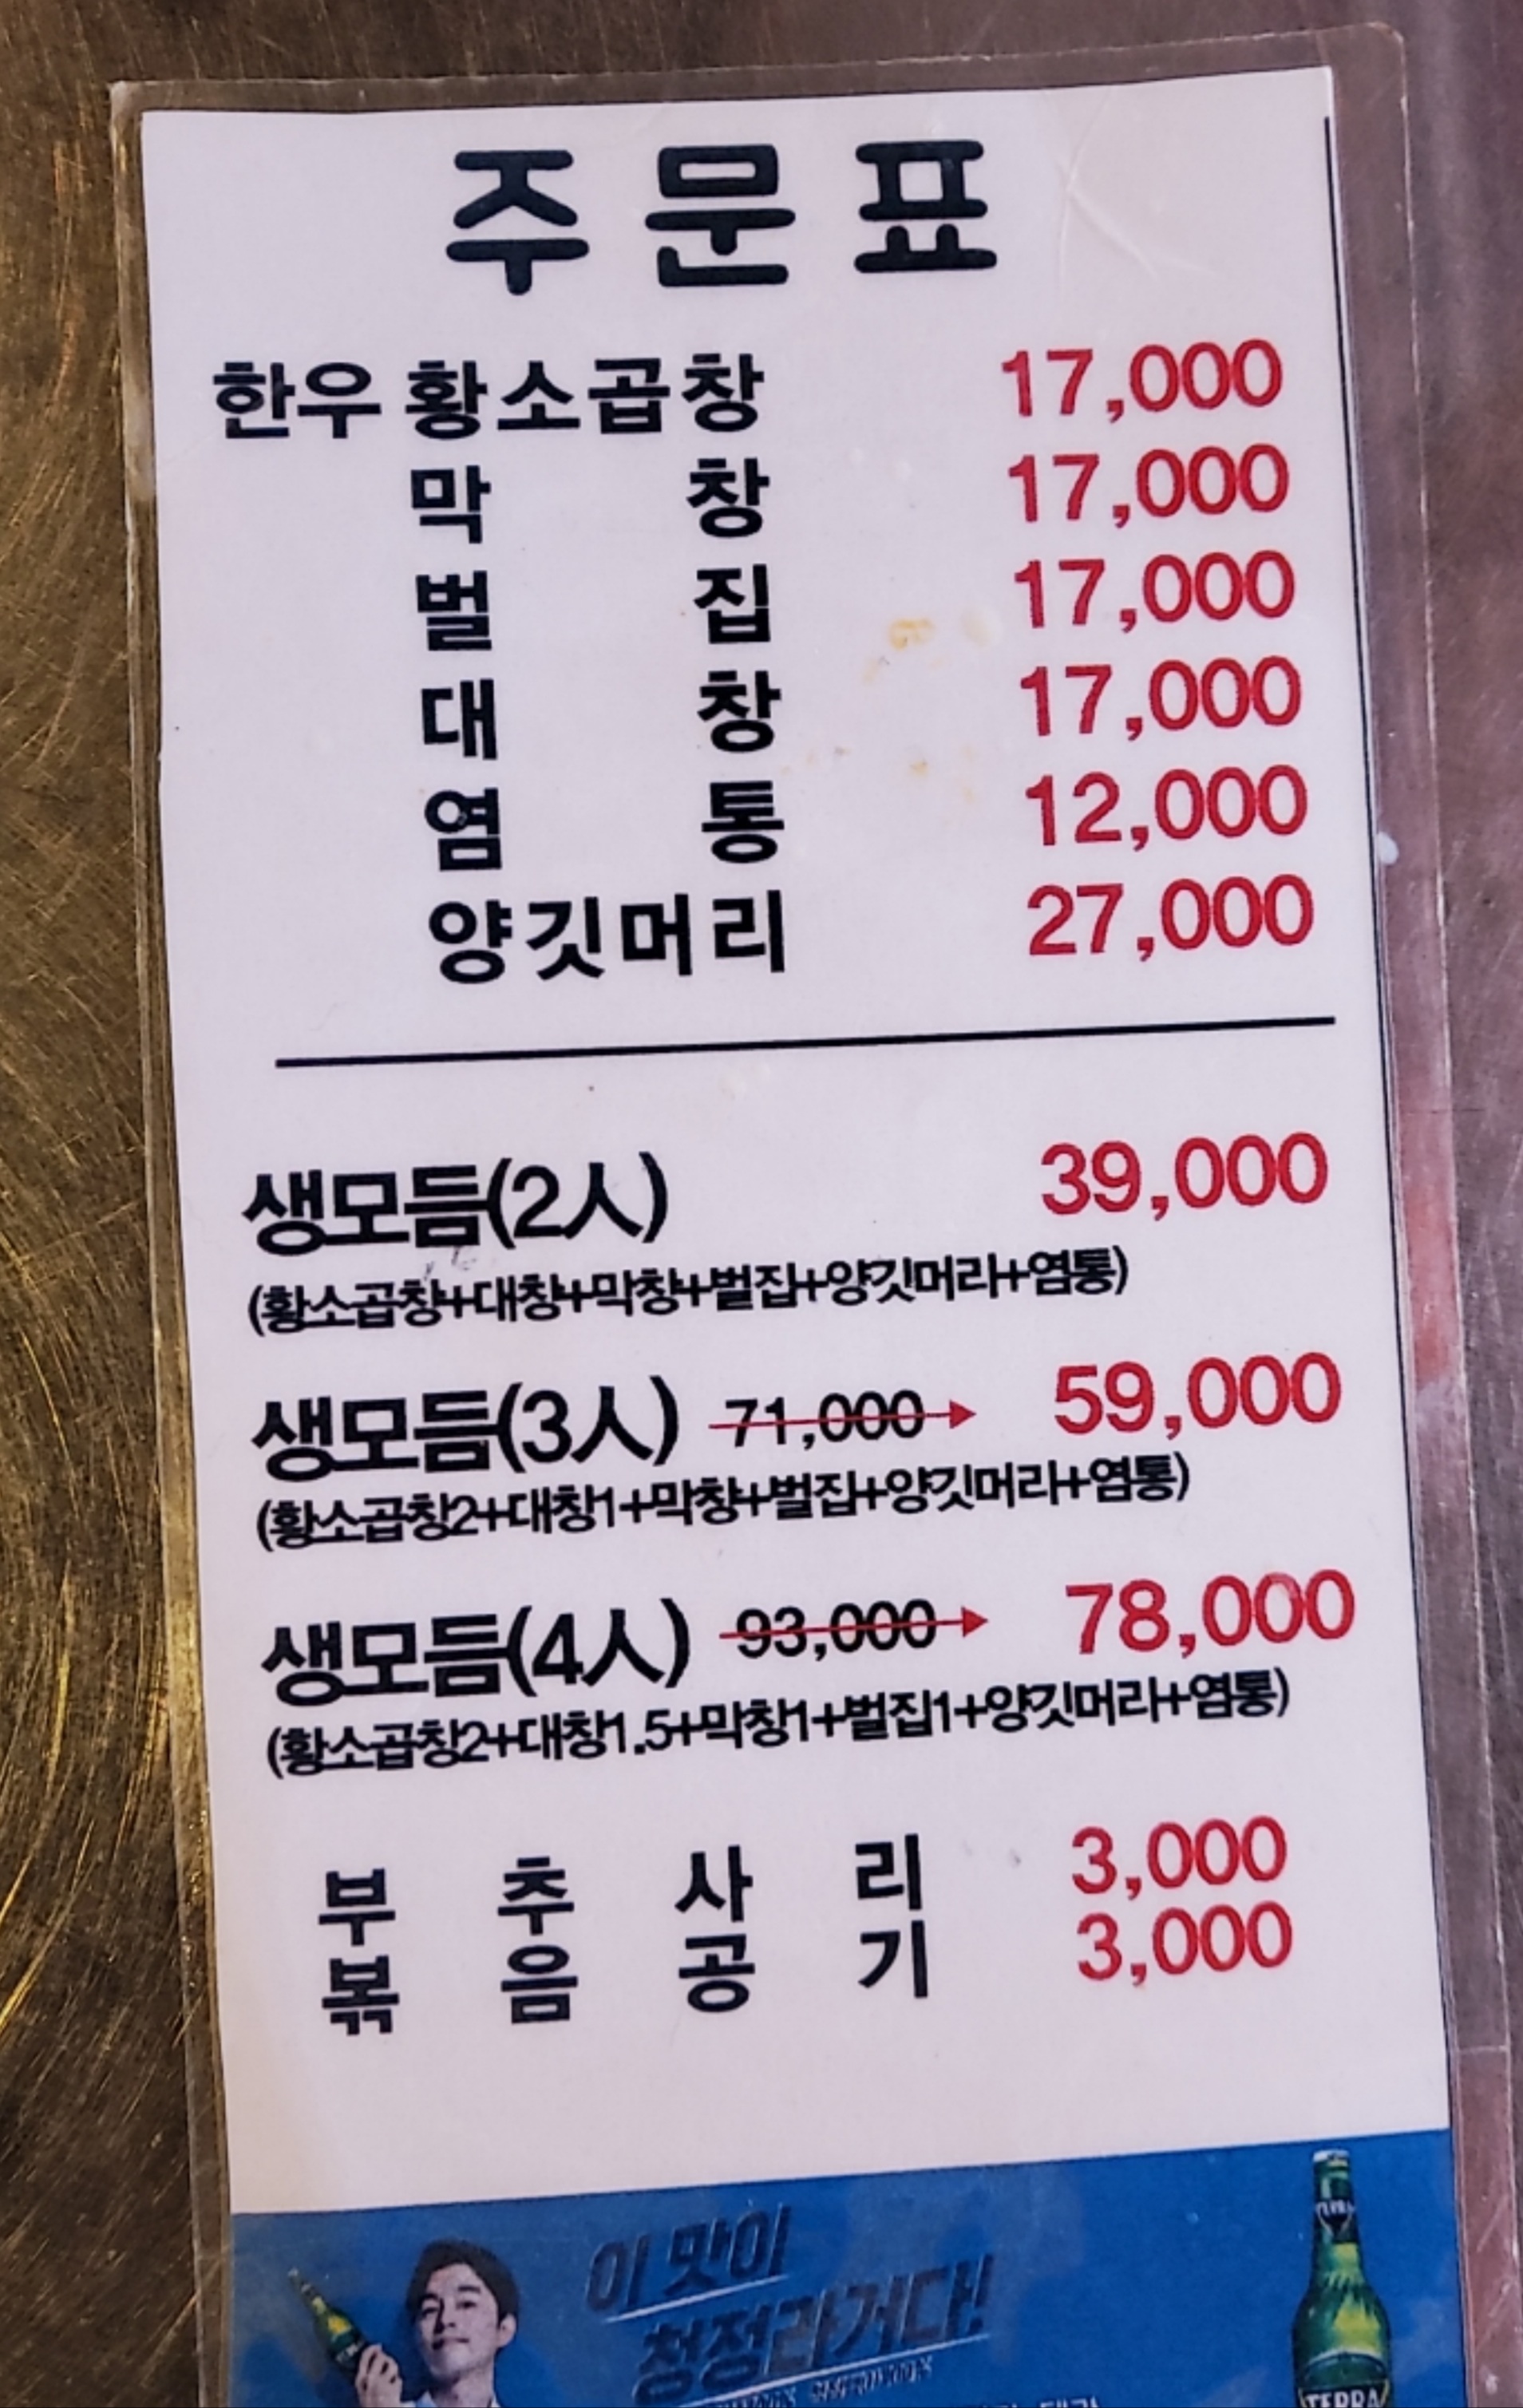 주문표
한우 황소곱창 17,000
막창 17,000
벌집 17,000
대창 17,000
염통 12,000
양깃머리 27,000
생모듬(2人) 39,000
(황소곱창+대창+막창+벌집+양깃머리+염통)
생모듬(3人) 71,000 → 59,000
(황소곱창2+대창1+막창+벌집+양깃머리+염통)
생모듬(4人) 93,000 → 78,000
(황소곱창2+대창1.5+막창1+벌집1+양깃머리+염통)
부추사리 3,000
볶음공기 3,000
이 맛이
청정라거다!
TERRA